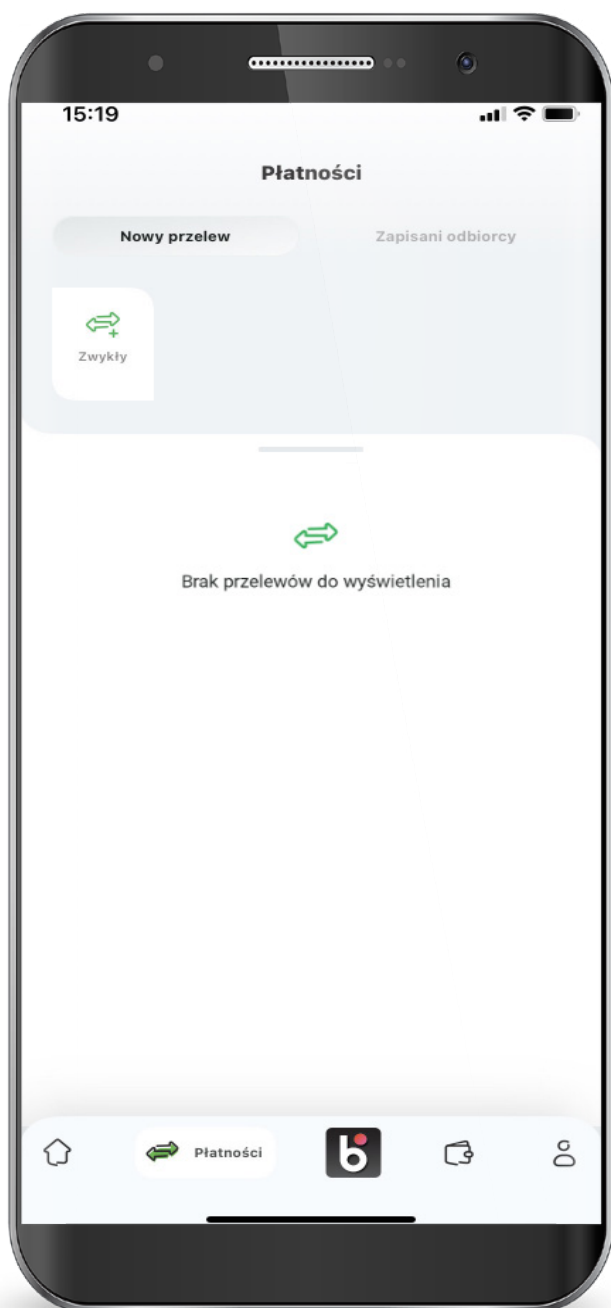 15:19
Płatności
Nowy przelew
Zapisani odbiorcy
Zwykły
Brak przelewów do wyświetlenia
Płatności